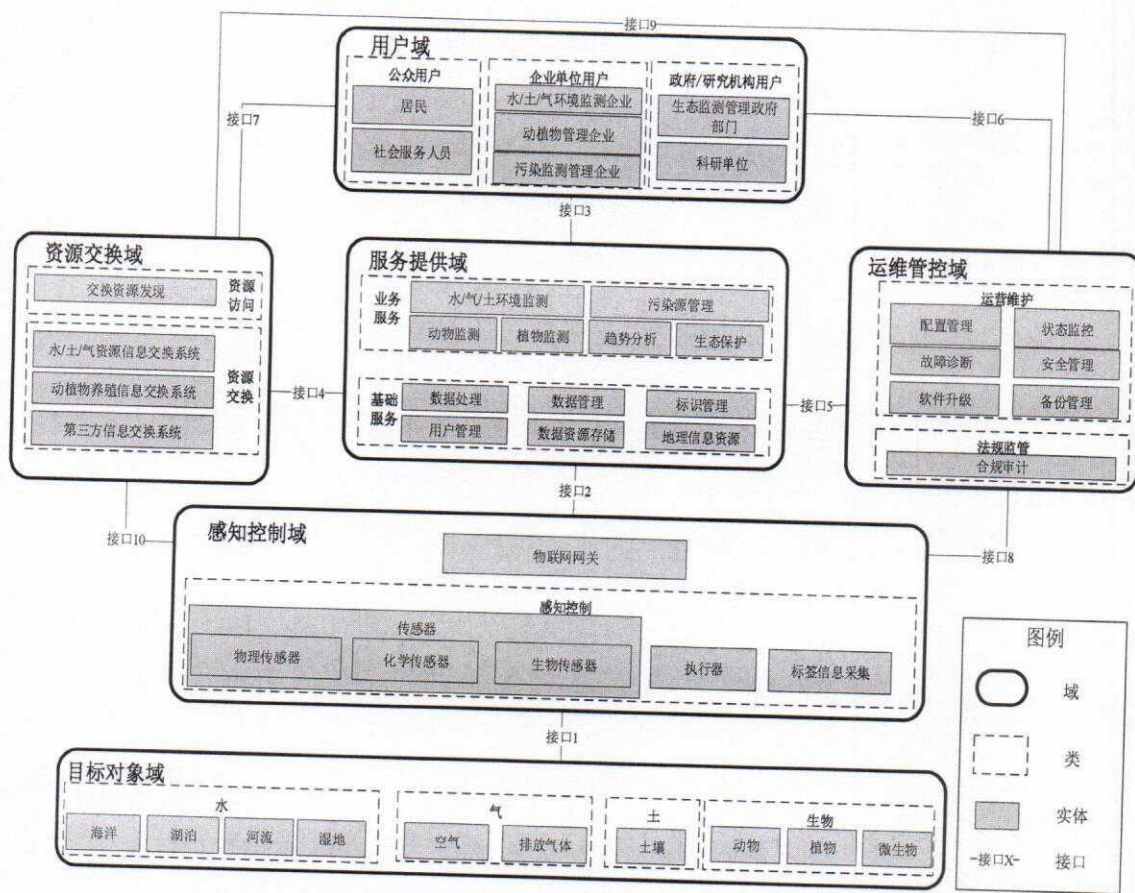 接口9
用户域
公众用户
居民
社会服务人员
企业单位用户
水/土/气环境监测企业
动植物管理企业
污染监测管理企业
政府/研究机构用户
生态监测管理政府
部门
科研单位
接口7
接口6
接口3
资源交换域
交换资源发现
资源
访问
水/土/气资源信息交换系统
动植物养殖信息交换系统
第三方信息交换系统
资源
交换
接口4
服务提供域
业务
服务
水/气/土环境监测
污染源管理
动物监测
植物监测
趋势分析
生态保护
基础
服务
数据处理
数据管理
标识管理
用户管理
数据资源存储
地理信息资源
接口5
运维管控域
运营维护
配置管理
状态监控
故障诊断
安全管理
软件升级
备份管理
法规监管
合规审计
接口2
接口10
接口8
感知控制域
物联网网关
感知控制
传感器
物理传感器
化学传感器
生物传感器
执行器
标签信息采集
接口1
目标对象域
水
海洋
湖泊
河流
湿地
气
空气
排放气体
土
土壤
生物
动物
植物
微生物
图例
域
类
实体
-接口X-
接口